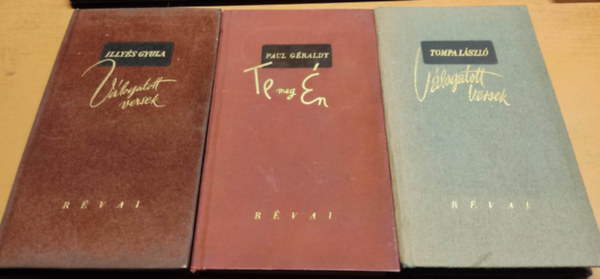 ILLYÉS GYULA
Válogatott
versek
RÉVAI
PAUL GÉRALDY
Te meg Én
RÉVAI
TOMPA LÁSZLÓ
Válogatott
versek
RÉVAI